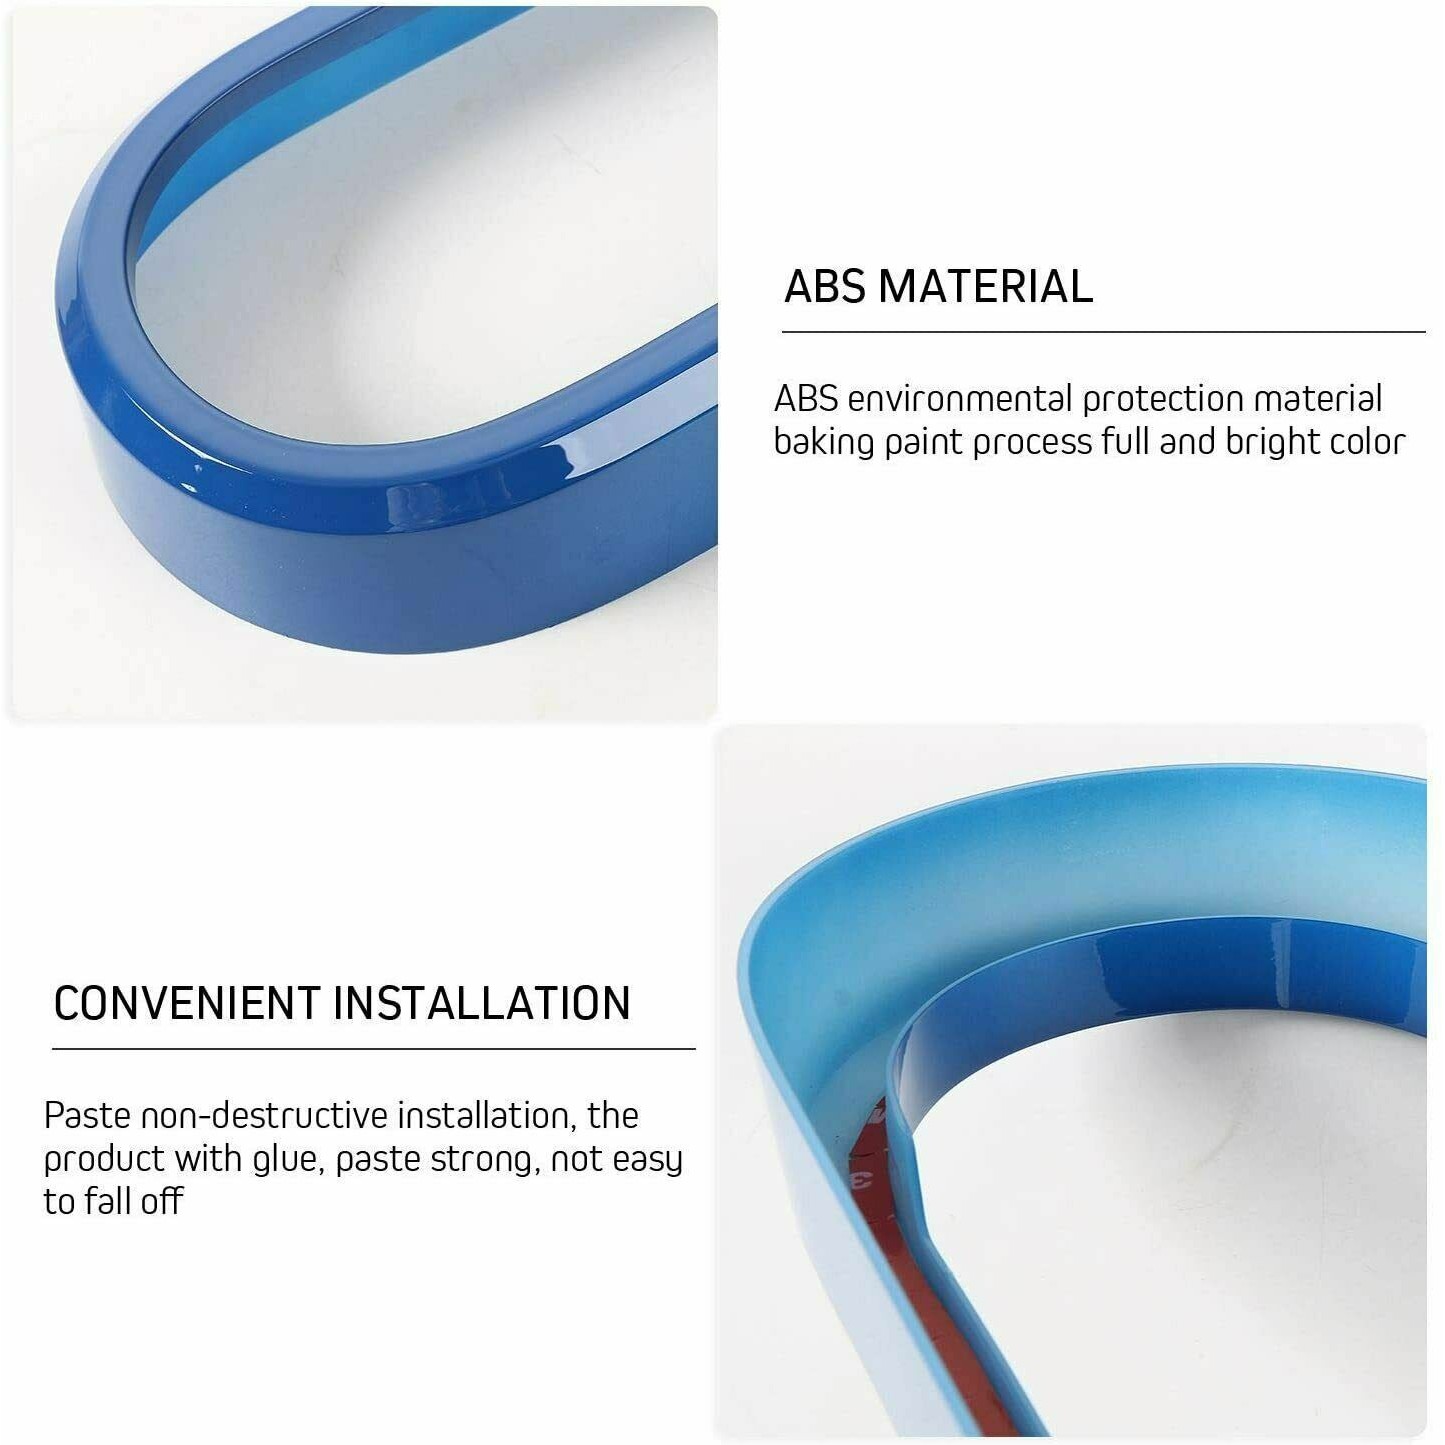 ABS MATERIAL
ABS environmental protection material
baking paint process full and bright color
CONVENIENT INSTALLATION
Paste non-destructive installation, the
product with glue, paste strong, not easy
to fall off
3